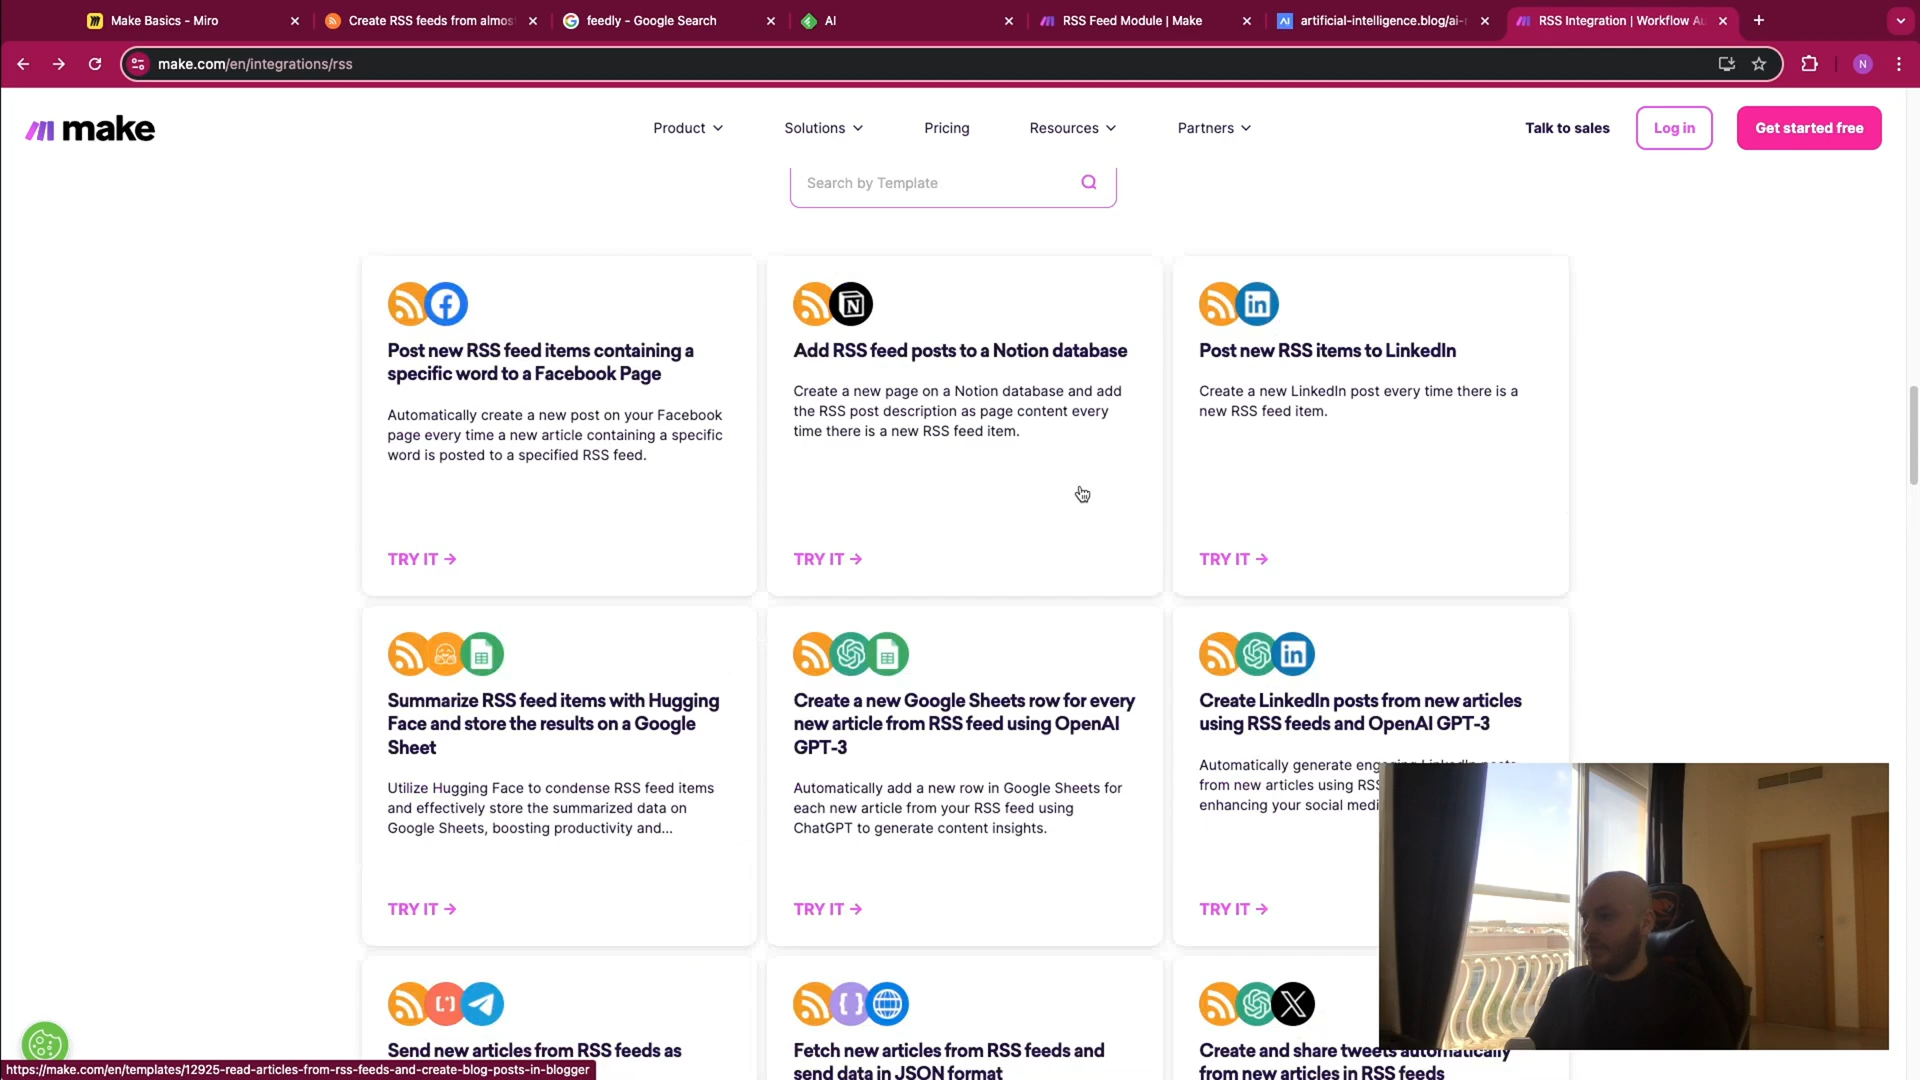 Make Basics - Miro
Create RSS feeds from almos
feedly - Google Search
AI
RSS Feed Module | Make
artificial-intelligence.blog/ai-
RSS Integration | Workflow Au
make.com/en/integrations/rss
N
make
Product
Solutions
Pricing
Resources
Partners
Talk to sales
Log in
Get started free
Search by Template
Post new RSS feed items containing a
specific word to a Facebook Page
Automatically create a new post on your Facebook
page every time a new article containing a specific
word is posted to a specified RSS feed.
TRY IT →
Add RSS feed posts to a Notion database
Create a new page on a Notion database and add
the RSS post description as page content every
time there is a new RSS feed item.
TRY IT →
Post new RSS items to LinkedIn
Create a new LinkedIn post every time there is a
new RSS feed item.
TRY IT →
Summarize RSS feed items with Hugging
Face and store the results on a Google
Sheet
Utilize Hugging Face to condense RSS feed items
and effectively store the summarized data on
Google Sheets, boosting productivity and...
TRY IT →
Create a new Google Sheets row for every
new article from RSS feed using OpenAI
GPT-3
Automatically add a new row in Google Sheets for
each new article from your RSS feed using
ChatGPT to generate content insights.
TRY IT →
Create LinkedIn posts from new articles
using RSS feeds and OpenAI GPT-3
Automatically generate engaging LinkedIn posts
from new articles using RSS
enhancing your social medi
TRY IT →
Send new articles from RSS feeds as
Fetch new articles from RSS feeds and
send data in JSON format
Create and share tweets automatically
from new articles in RSS feeds
https://make.com/en/templates/12925-read-articles-from-rss-feeds-and-create-blog-posts-in-blogger